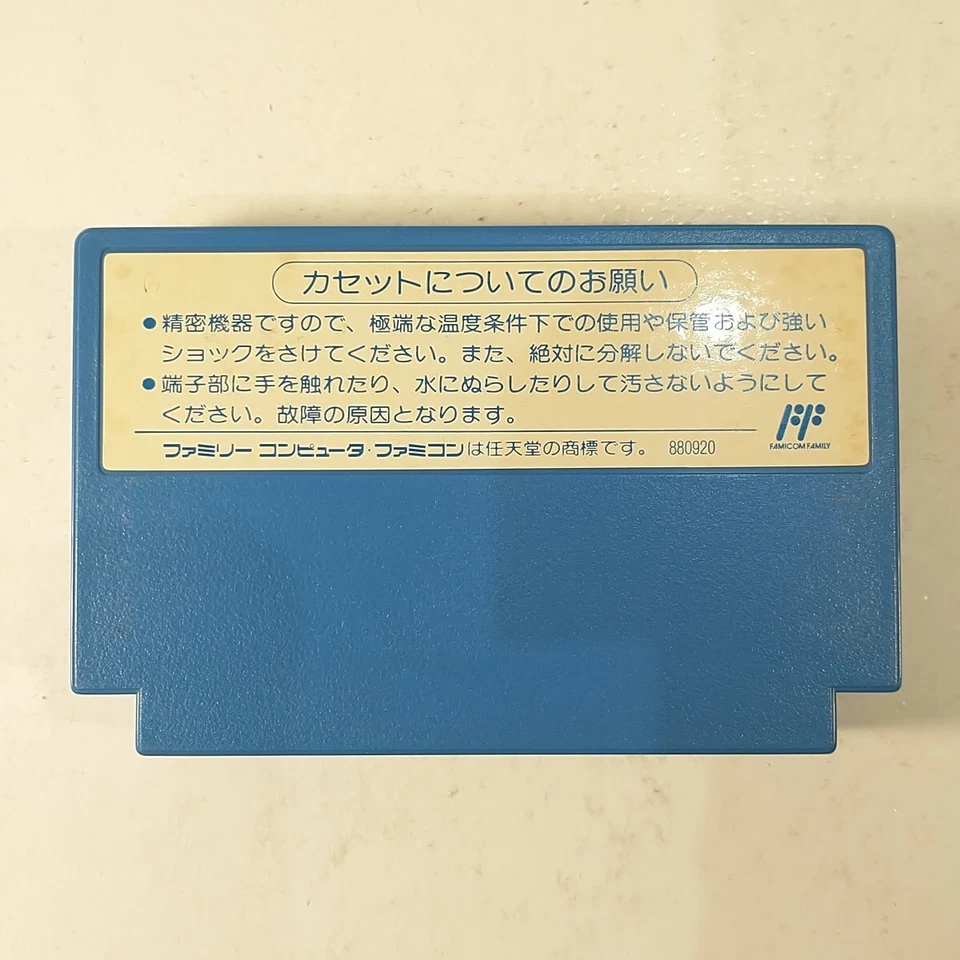 カセットについてのお願い
●精密機器ですので、極端な温度条件下での使用や保管および強い
ショックをさけてください。また、絶対に分解しないでください。
●端子部に手を触れたり、水にぬらしたりして汚さないようにして
ください。故障の原因となります。
ファミリーコンピュータ・ファミコンは任天堂の商標です。 880920
FF
FAMICOM FAMILY